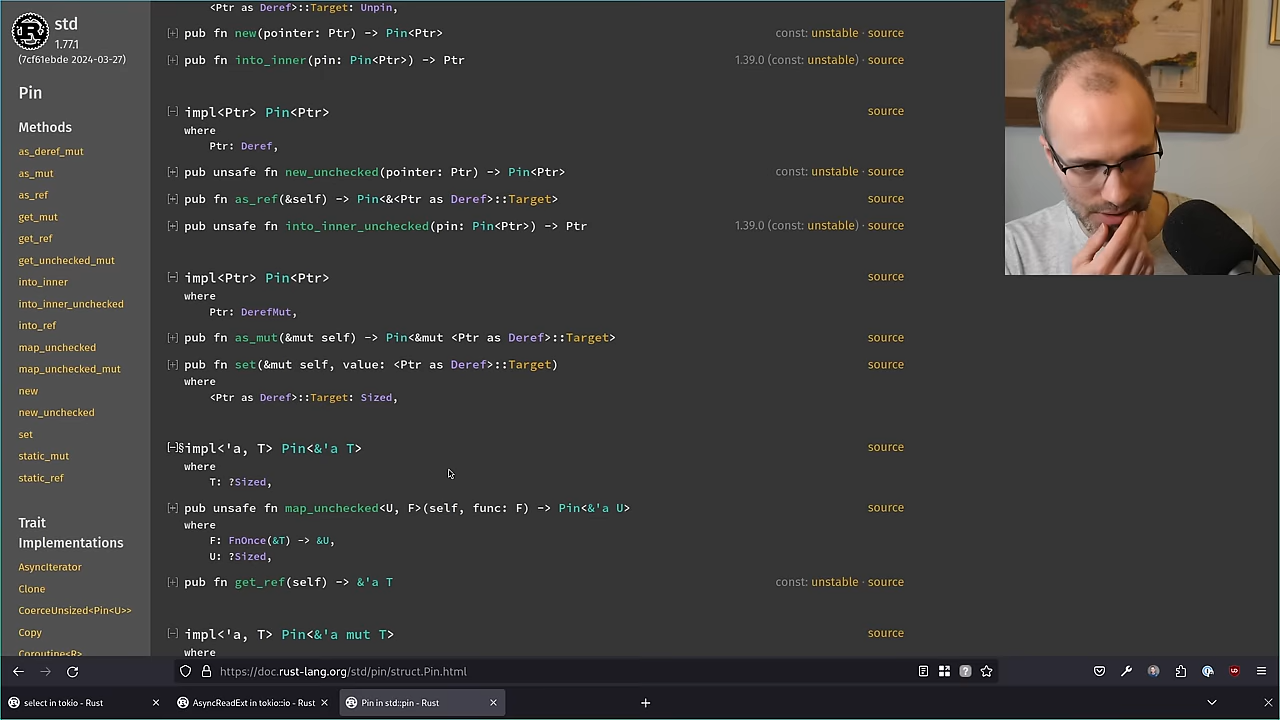 std
1.77.1
(7cf61ebde 2024-03-27)
Pin
Methods
as_deref_mut
as_mut
as_ref
get_mut
get_ref
get_unchecked_mut
into_inner
into_inner_unchecked
into_ref
map_unchecked
map_unchecked_mut
new
new_unchecked
set
static_mut
static_ref
Trait
Implementations
AsyncIterator
Clone
CoerceUnsized<Pin<U>>
Copy
Coroutine<R>
<Ptr as Deref>::Target: Unpin,
[+] pub fn new(pointer: Ptr) -> Pin<Ptr> const: unstable · source
[+] pub fn into_inner(pin: Pin<Ptr>) -> Ptr 1.39.0 (const: unstable) · source
[−] impl<Ptr> Pin<Ptr> source
where
Ptr: Deref,
[+] pub unsafe fn new_unchecked(pointer: Ptr) -> Pin<Ptr> const: unstable · source
[+] pub fn as_ref(&self) -> Pin<&<Ptr as Deref>::Target> source
[+] pub unsafe fn into_inner_unchecked(pin: Pin<Ptr>) -> Ptr 1.39.0 (const: unstable) · source
[−] impl<Ptr> Pin<Ptr> source
where
Ptr: DerefMut,
[+] pub fn as_mut(&mut self) -> Pin<&mut <Ptr as Deref>::Target> source
[+] pub fn set(&mut self, value: <Ptr as Deref>::Target) source
where
<Ptr as Deref>::Target: Sized,
[−]§impl<'a, T> Pin<&'a T> source
where
T: ?Sized,
[+] pub unsafe fn map_unchecked<U, F>(self, func: F) -> Pin<&'a U> source
where
F: FnOnce(&T) -> &U,
U: ?Sized,
[+] pub fn get_ref(self) -> &'a T const: unstable · source
[−] impl<'a, T> Pin<&'a mut T> source
where
https://doc.rust-lang.org/std/pin/struct.Pin.html
select in tokio - Rust
AsyncReadExt in tokio::io - Rust
Pin in std::pin - Rust